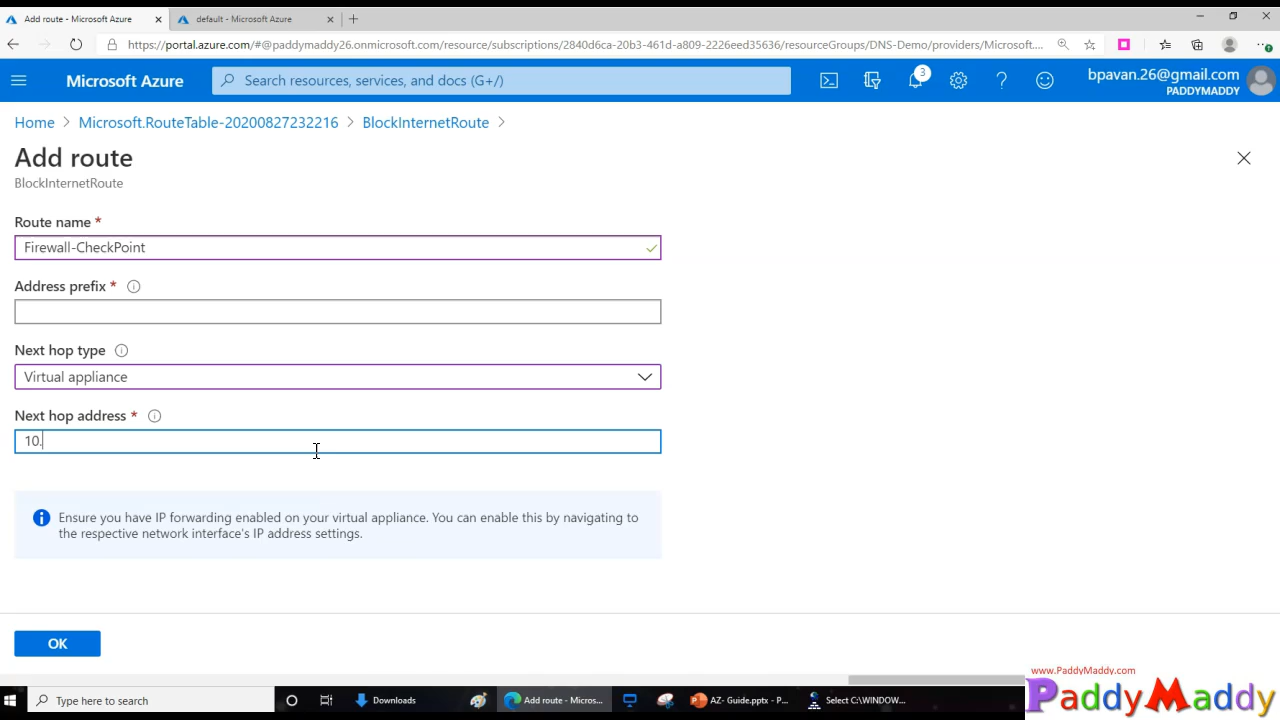 Add route - Microsoft Azure
default - Microsoft Azure
https://portal.azure.com/#@paddymaddy26.onmicrosoft.com/resource/subscriptions/2840d6ca-20b3-461d-a809-2226eed35636/resourceGroups/DNS-Demo/providers/Microsoft....
Microsoft Azure
Search resources, services, and docs (G+/)
3
bpavan.26@gmail.com
PADDYMADDY
Home > Microsoft.RouteTable-20200827232216 > BlockInternetRoute >
Add route
BlockInternetRoute
Route name *
Firewall-CheckPoint
Address prefix *
Next hop type
Virtual appliance
Next hop address *
10.
Ensure you have IP forwarding enabled on your virtual appliance. You can enable this by navigating to
the respective network interface's IP address settings.
OK
www.PaddyMaddy.com
PaddyMaddy
Type here to search
Downloads
Add route - Micros...
AZ- Guide.pptx - P...
Select C:\WINDOW...